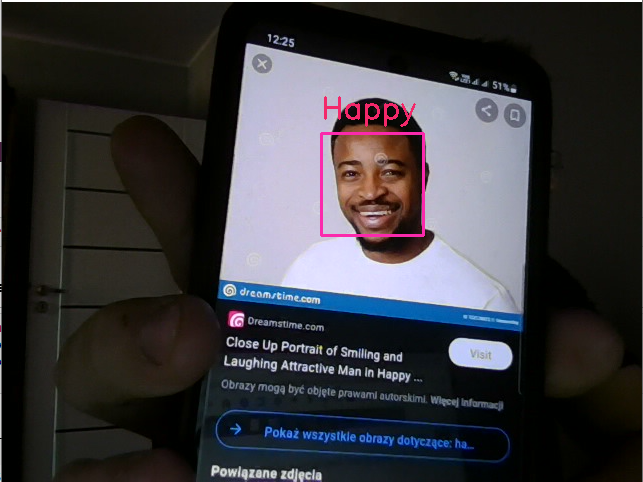 12:25
51%
Happy
dreamstime.com
Dreamstime.com
Close Up Portrait of Smiling and
Laughing Attractive Man in Happy ...
Visit
Obrazy mogą być objęte prawami autorskimi. Więcej informacji
Pokaż wszystkie obrazy dotyczące: ha...
Powiązane zdjęcia